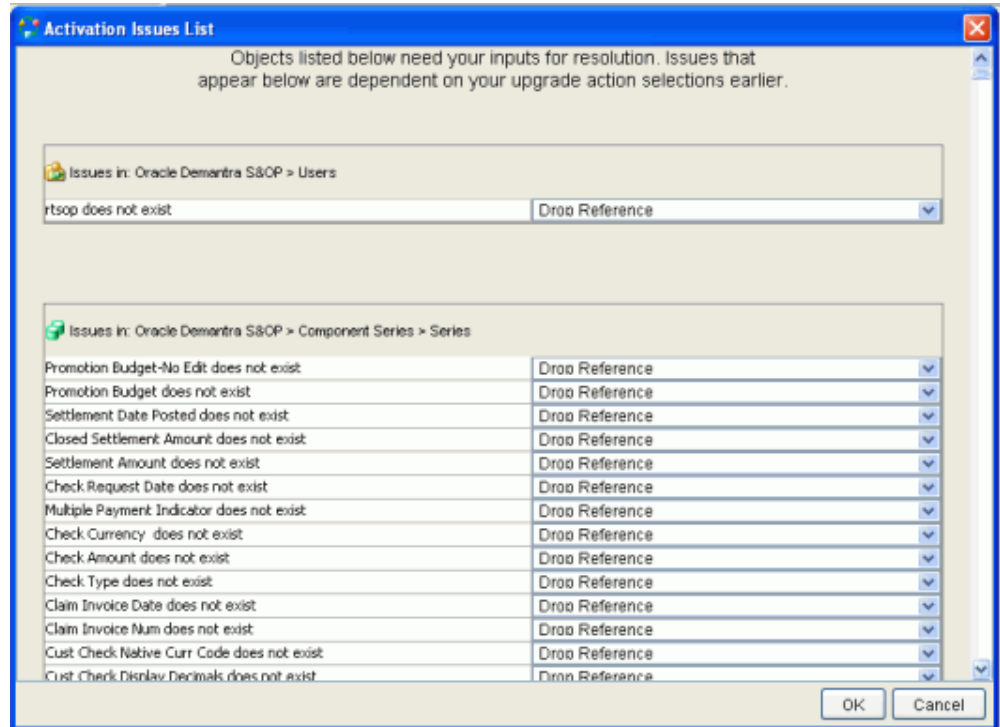 Activation Issues List
Objects listed below need your inputs for resolution. Issues that
appear below are dependent on your upgrade action selections earlier.
Issues in: Oracle Demantra S&OP > Users
rtsop does not exist Drop Reference
Issues in: Oracle Demantra S&OP > Component Series > Series
Promotion Budget-No Edit does not exist Drop Reference
Promotion Budget does not exist Drop Reference
Settlement Date Posted does not exist Drop Reference
Closed Settlement Amount does not exist Drop Reference
Settlement Amount does not exist Drop Reference
Check Request Date does not exist Drop Reference
Multiple Payment Indicator does not exist Drop Reference
Check Currency does not exist Drop Reference
Check Amount does not exist Drop Reference
Check Type does not exist Drop Reference
Claim Invoice Date does not exist Drop Reference
Claim Invoice Num does not exist Drop Reference
Cust Check Native Curr Code does not exist Drop Reference
Cust Check Display Decimals does not exist Drop Reference
OK Cancel